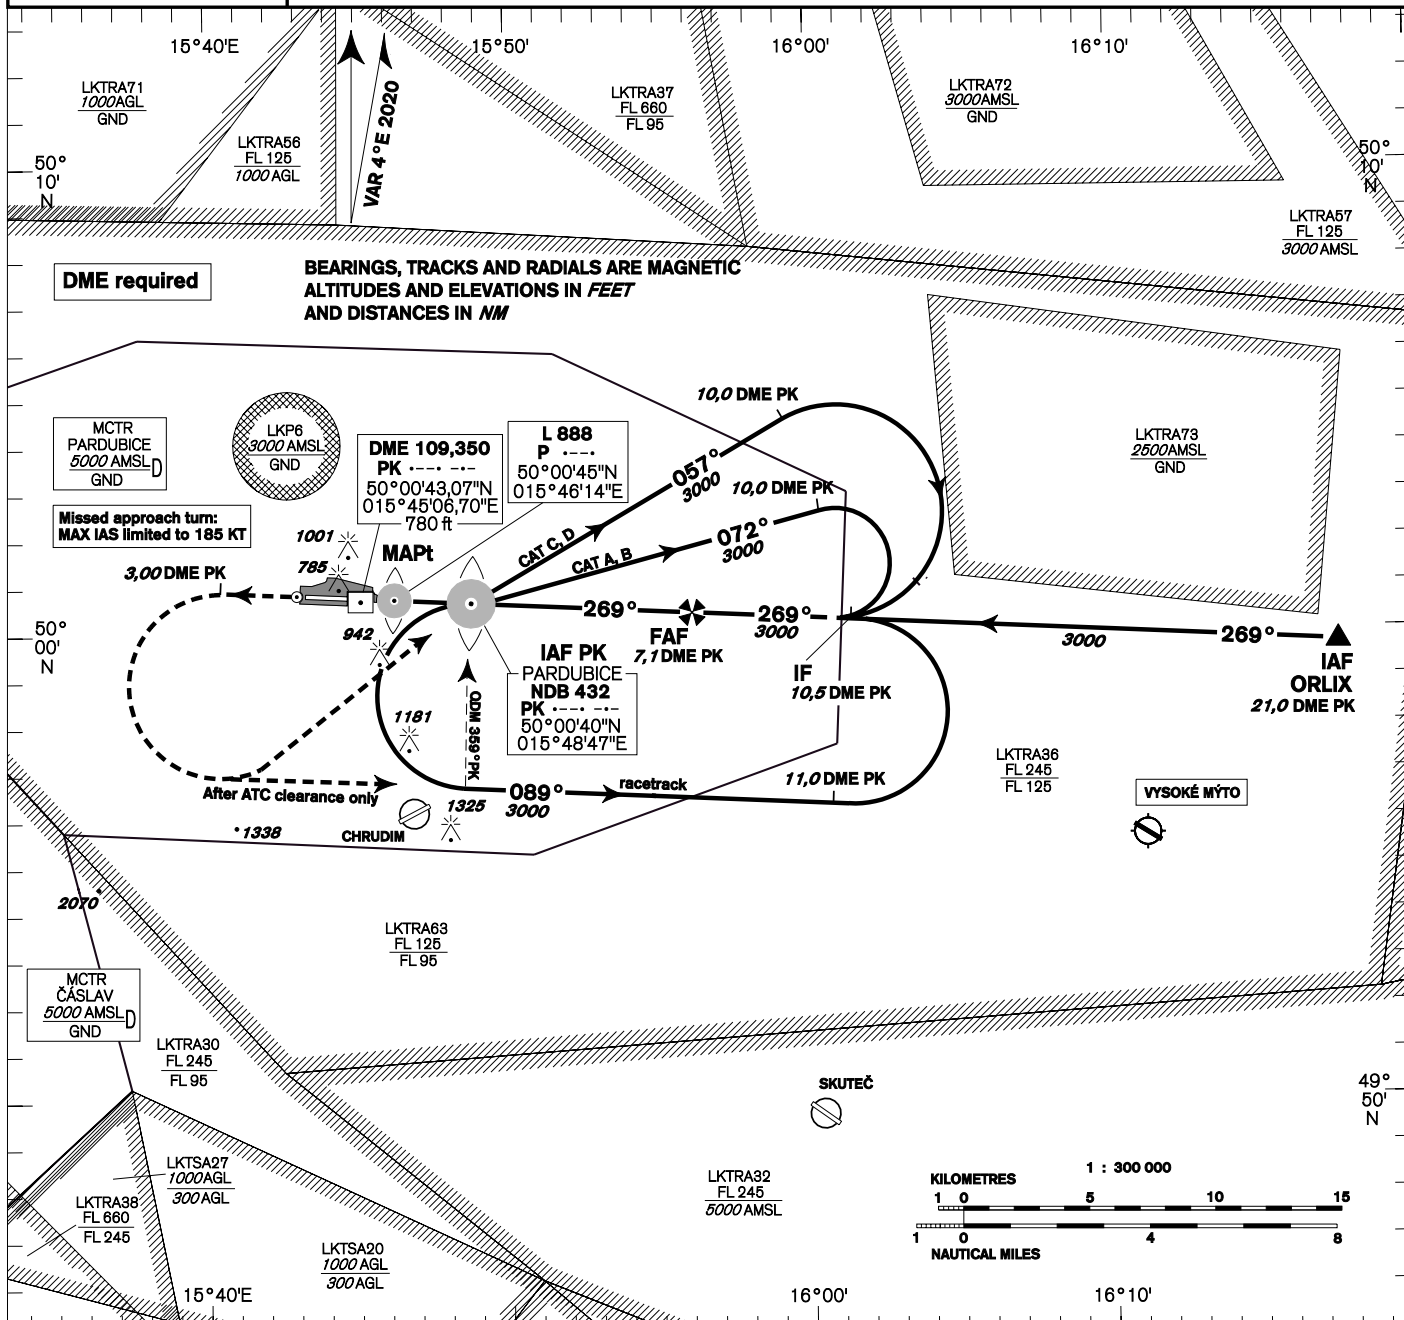 15°40'E
15°50'
16°00'
16°10'
LKTRA71
1000AGL
GND
LKTRA56
FL 125
1000 AGL
VAR 4°E 2020
LKTRA37
FL 660
FL 95
LKTRA72
3000AMSL
GND
50°
10'
N
50°
10'
N
LKTRA57
FL 125
3000 AMSL
DME required
BEARINGS, TRACKS AND RADIALS ARE MAGNETIC
ALTITUDES AND ELEVATIONS IN FEET
AND DISTANCES IN NM
MCTR
PARDUBICE
5000 AMSL D
GND
LKP6
3000 AMSL
GND
DME 109,350
PK ·--· -·-
50°00'43,07"N
015°45'06,70"E
780 ft
L 888
P ·--·
50°00'45"N
015°46'14"E
10,0 DME PK
057°
3000
10,0 DME PK
072°
3000
CAT C, D
CAT A, B
LKTRA73
2500AMSL
GND
Missed approach turn:
MAX IAS limited to 185 KT
1001
785
MAPt
3,00 DME PK
942
50°
00'
N
269°
FAF
7,1 DME PK
269°
3000
IF
10,5 DME PK
3000
269°
IAF
ORLIX
21,0 DME PK
IAF PK
PARDUBICE
NDB 432
PK ·--· -·-
50°00'40"N
015°48'47"E
QDM 359°PK
1181
1325
089°
3000
racetrack
11,0 DME PK
LKTRA36
FL 245
FL 125
VYSOKÉ MÝTO
After ATC clearance only
1338
CHRUDIM
2070
LKTRA63
FL 125
FL 95
MCTR
ČÁSLAV
5000 AMSL D
GND
LKTRA30
FL 245
FL 95
SKUTEČ
49°
50'
N
LKTSA27
1000AGL
300 AGL
LKTRA38
FL 660
FL 245
LKTSA20
1000 AGL
300 AGL
LKTRA32
FL 245
5000 AMSL
1 : 300 000
KILOMETRES
1 0 5 10 15
1 0 4 8
NAUTICAL MILES
15°40'E
16°00'
16°10'